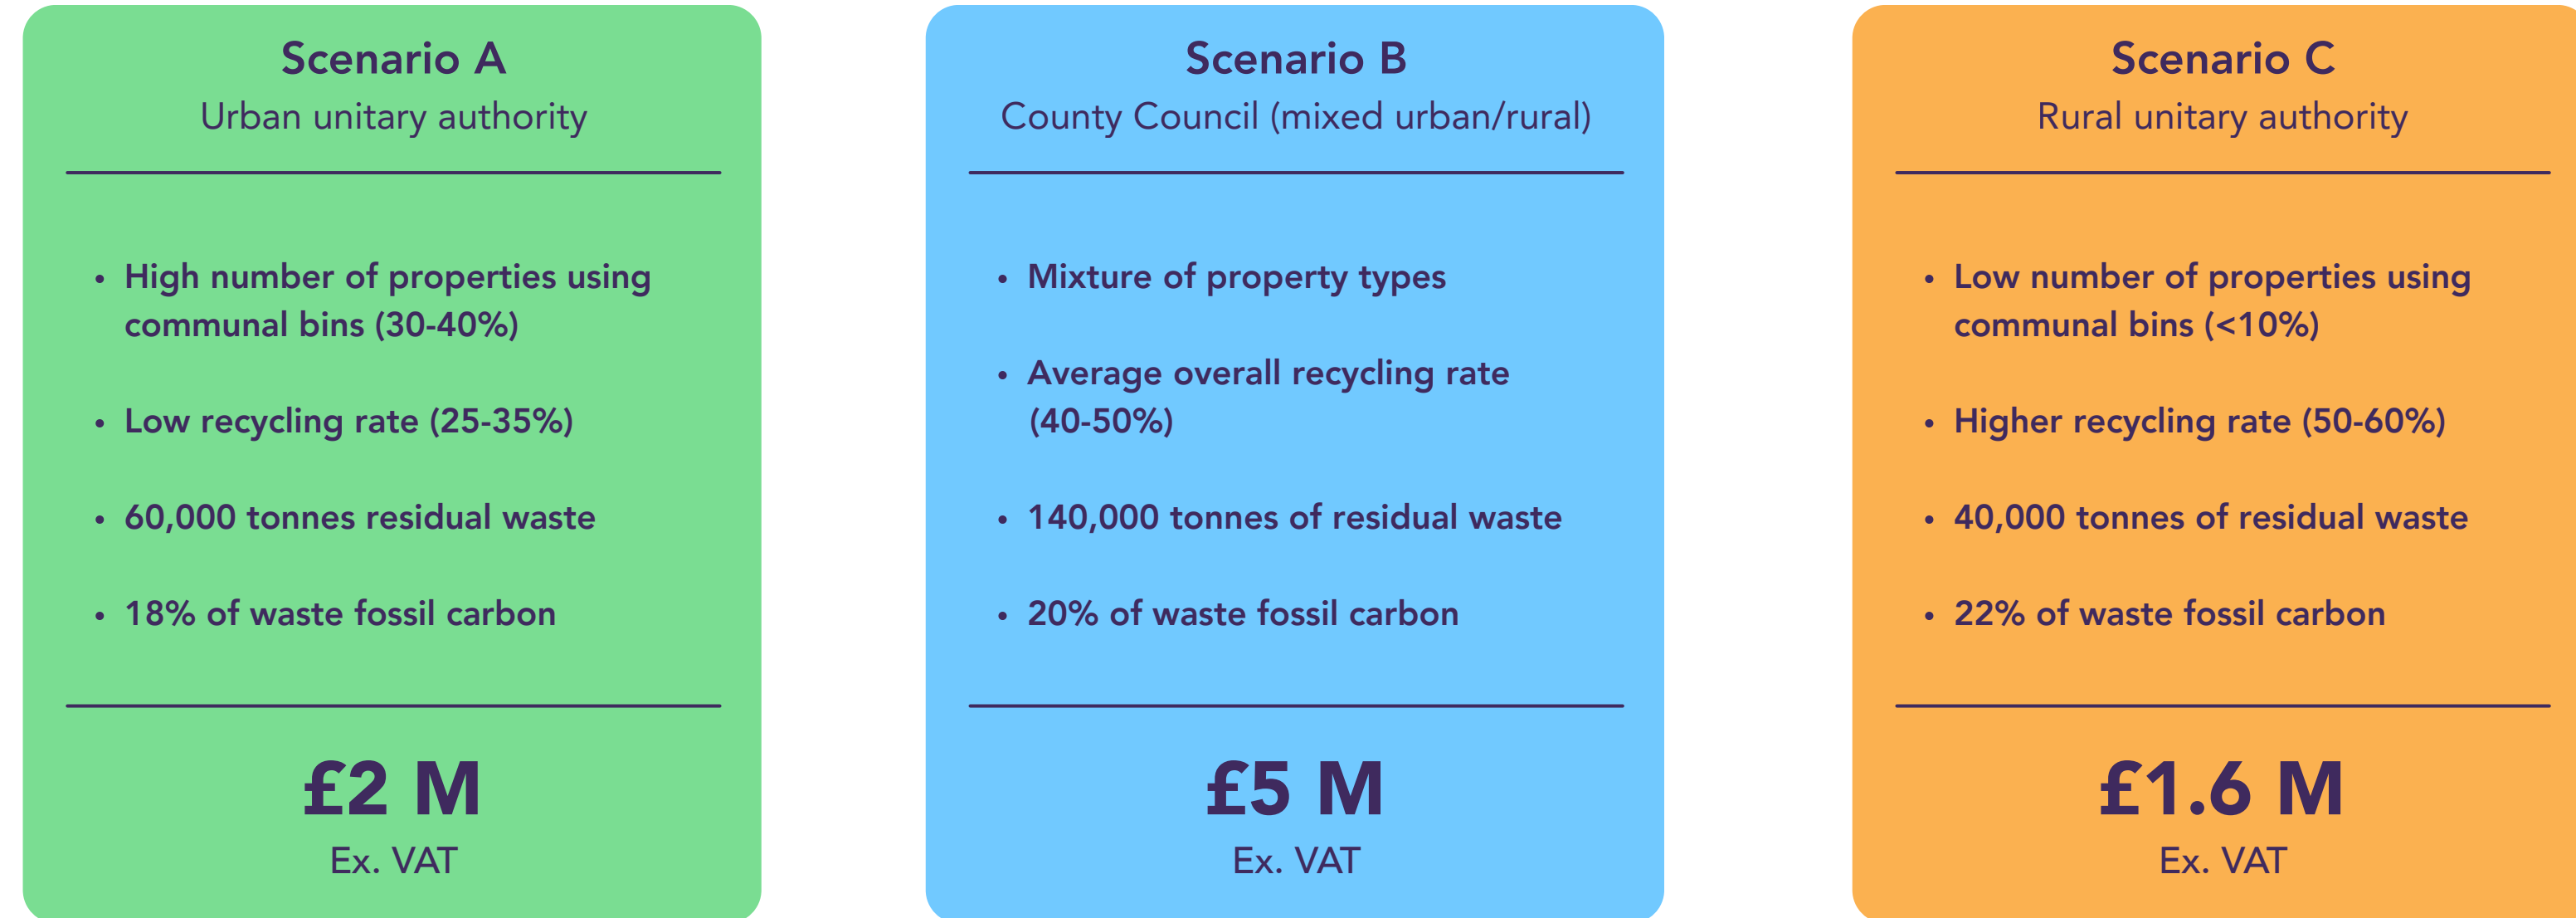 Scenario A
Urban unitary authority
• High number of properties using
communal bins (30-40%)
• Low recycling rate (25-35%)
• 60,000 tonnes residual waste
• 18% of waste fossil carbon
£2 M
Ex. VAT
Scenario B
County Council (mixed urban/rural)
• Mixture of property types
• Average overall recycling rate
(40-50%)
• 140,000 tonnes of residual waste
• 20% of waste fossil carbon
£5 M
Ex. VAT
Scenario C
Rural unitary authority
• Low number of properties using
communal bins (<10%)
• Higher recycling rate (50-60%)
• 40,000 tonnes of residual waste
• 22% of waste fossil carbon
£1.6 M
Ex. VAT